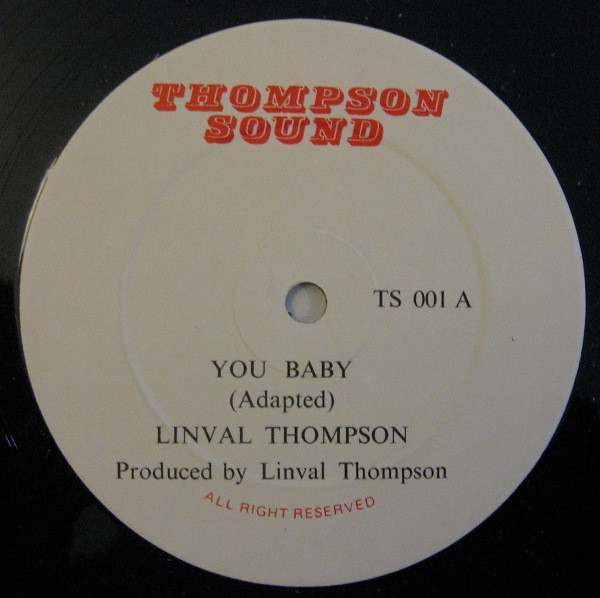 THOMPSON
SOUND
TS 001 A
YOU BABY
(Adapted)
LINVAL THOMPSON
Produced by Linval Thompson
ALL RIGHT RESERVED